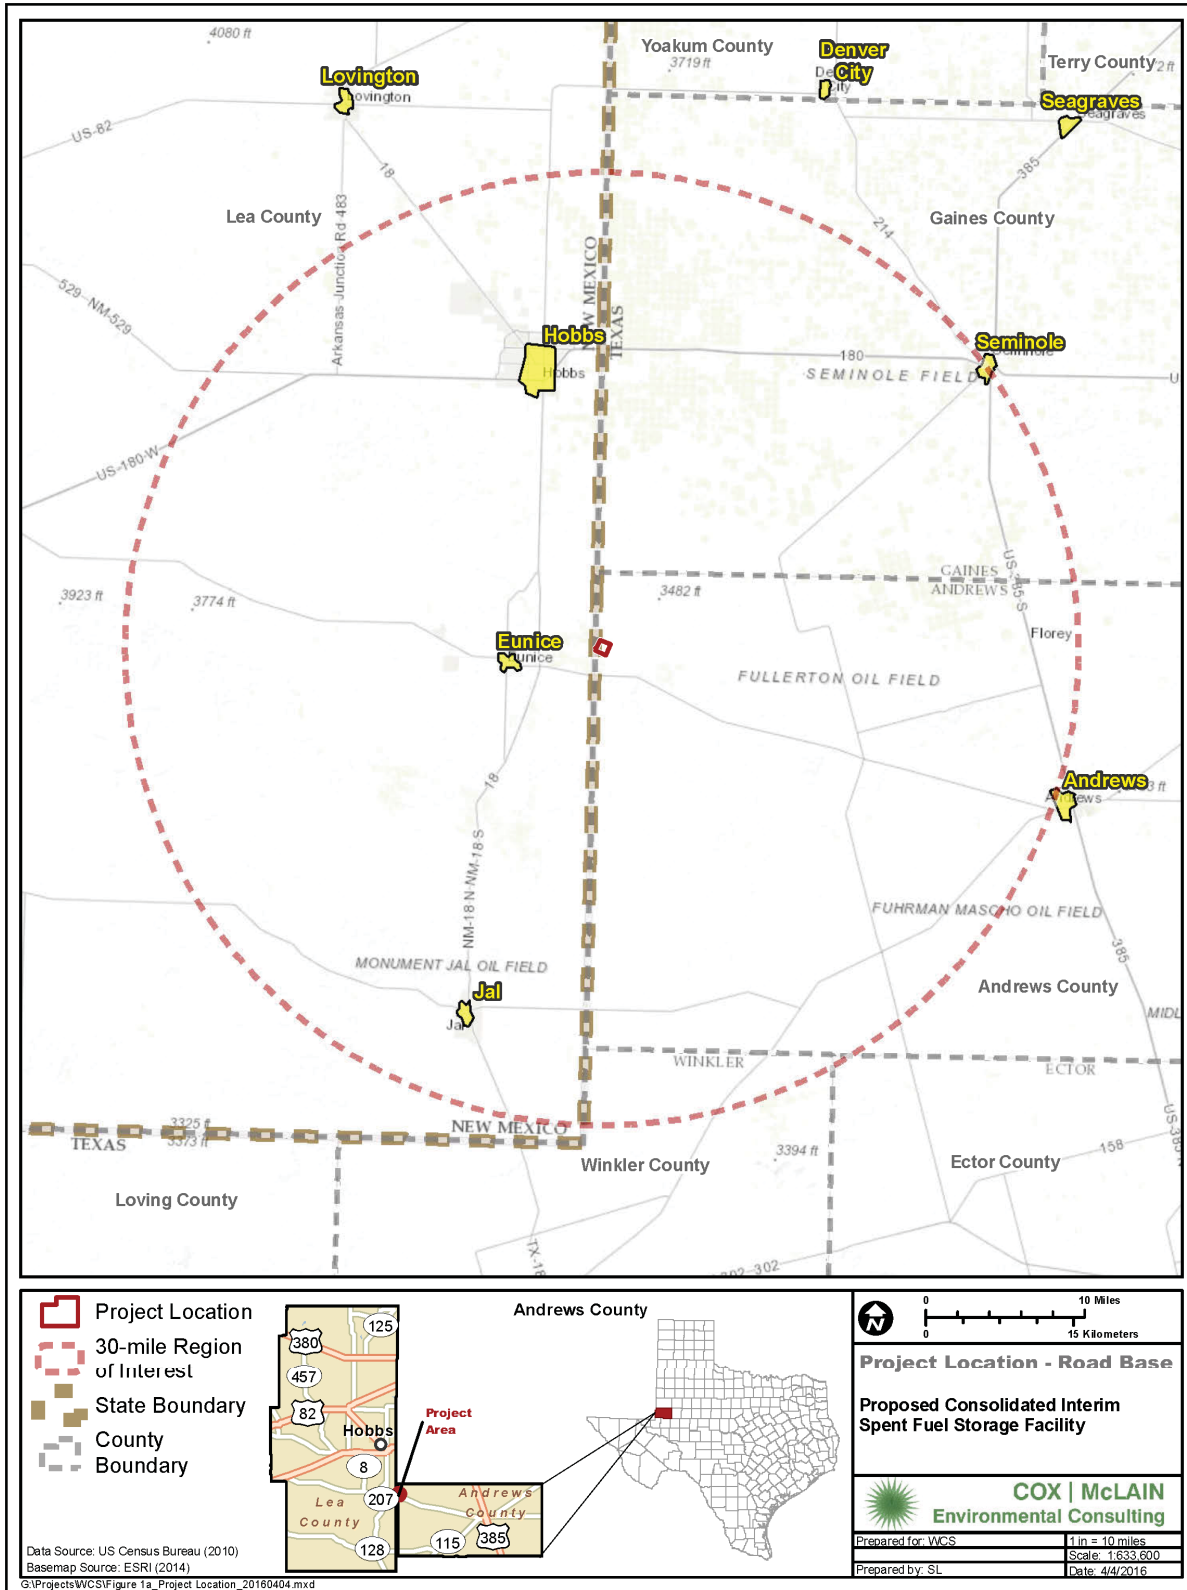 4080 ft
Yoakum County
3719 ft
Denver
City
Terry County
Lovington
Lovington
Seagraves
Seagraves
US-82
18
385
Arkansas Junction Rd 483
Lea County
Gaines County
214
529
NM-529
NEW MEXICO
TEXAS
Hobbs
Hobbs
180
Seminole
SEMINOLE FIELD
US-180-W
GAINES
ANDREWS
US-385-S
3923 ft
3774 ft
3482 ft
Florey
Eunice
Eunice
FULLERTON OIL FIELD
18
Andrews
Andrews
NM-18-N NM-18-S
FUHRMAN MASCHO OIL FIELD
385
MONUMENT JAL OIL FIELD
Andrews County
Jal
Jal
MIDL
WINKLER
ECTOR
3325 ft
3373 ft
TEXAS
NEW MEXICO
3394 ft
158
Winkler County
Ector County
Loving County
TX-18
302
Project Location
30-mile Region
of Interest
State Boundary
County
Boundary
Data Source: US Census Bureau (2010)
Basemap Source: ESRI (2014)
Andrews County
125
380
457
82
Hobbs
8
207
Lea
County
128
Project
Area
Andrews
County
115
385
N
0 10 Miles
0 15 Kilometers
Project Location - Road Base
Proposed Consolidated Interim
Spent Fuel Storage Facility
COX | McLAIN
Environmental Consulting
Prepared for: WCS
1 in = 10 miles
Scale: 1:633,600
Prepared by: SL
Date: 4/4/2016
G:\Projects\WCS\Figure 1a_Project Location_20160404.mxd